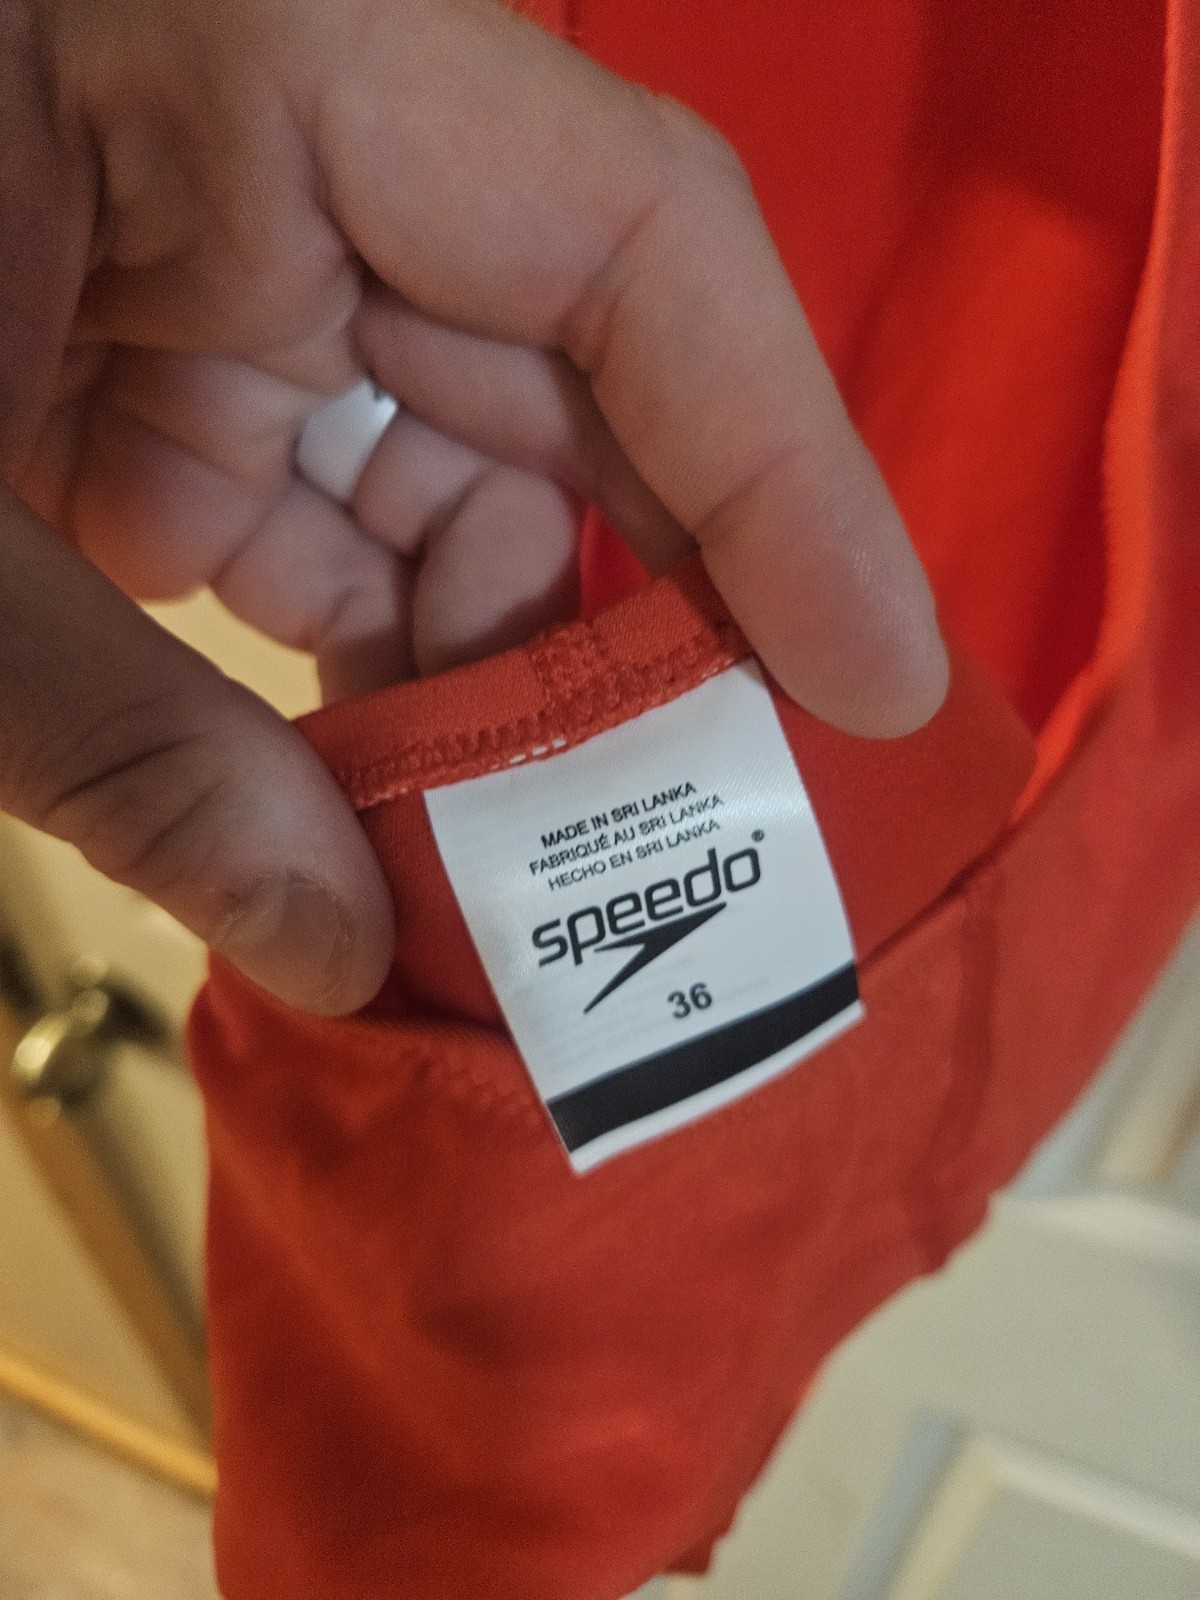 MADE IN SRI LANKA
FABRIQUÉ AU SRI LANKA
HECHO EN SRI LANKA
speedo®
36